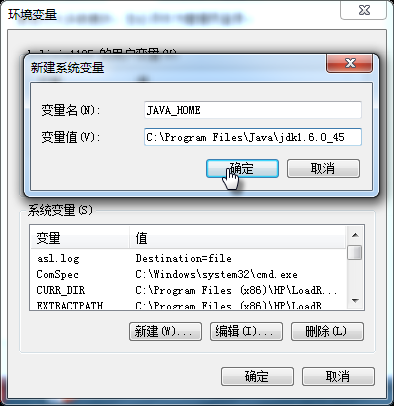 环境变量
的用户变量(U)
新建系统变量
变量名(N):
JAVA_HOME
变量值(V):
C:\Program Files\Java\jdk1.6.0_45
确定
取消
系统变量(S)
变量 值
asl.log Destination=file
ComSpec C:\Windows\system32\cmd.exe
CURR_DIR C:\Program Files (x86)\HP\LoadR...
EXTRACTPATH C:\Program Files (x86)\HP\LoadR...
新建(W)... 编辑(I)... 删除(L)
确定 取消